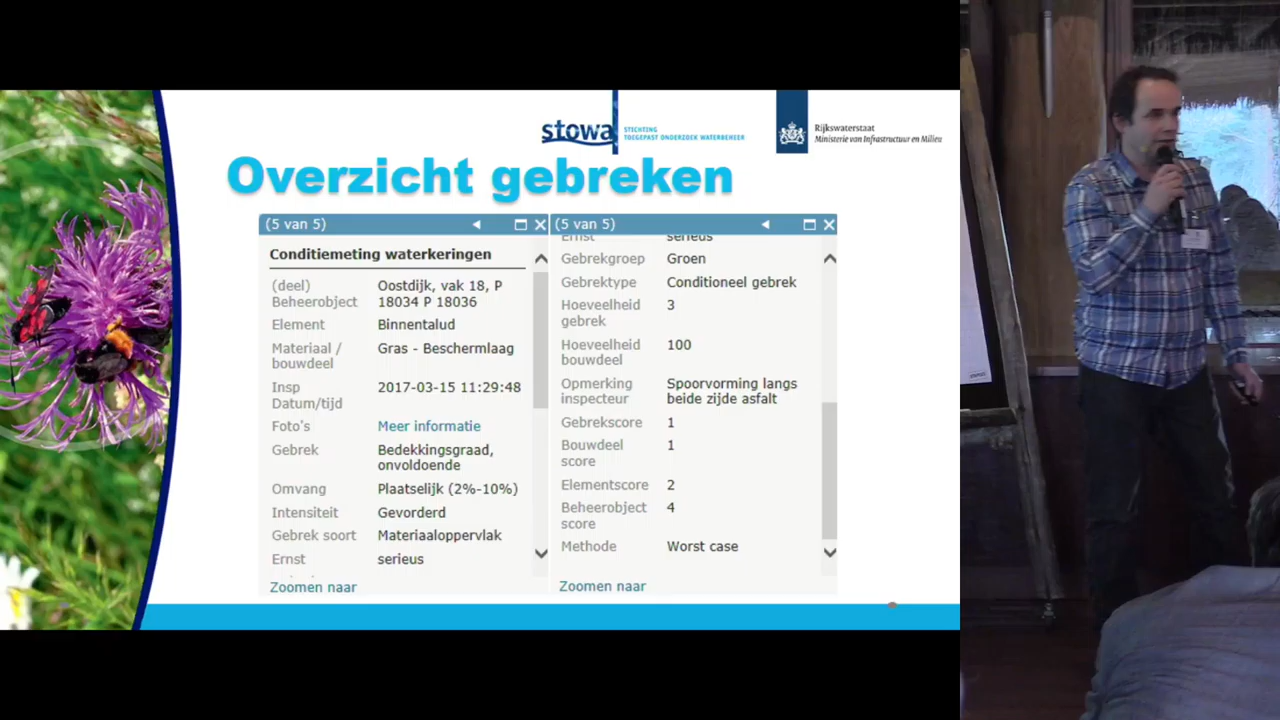 stowa
STICHTING
TOEGEPAST ONDERZOEK WATERBEHEER
Rijkswaterstaat
Ministerie van Infrastructuur en Milieu
Overzicht gebreken
(5 van 5)
Conditiemeting waterkeringen
(deel) Oostdijk, vak 18, P
Beheerobject 18034 P 18036
Element Binnentalud
Materiaal / Gras - Beschermlaag
bouwdeel
Insp 2017-03-15 11:29:48
Datum/tijd
Foto's Meer informatie
Gebrek Bedekkingsgraad,
onvoldoende
Omvang Plaatselijk (2%-10%)
Intensiteit Gevorderd
Gebrek soort Materiaaloppervlak
Ernst serieus
Zoomen naar
(5 van 5)
Ernst serieus
Gebrekgroep Groen
Gebrektype Conditioneel gebrek
Hoeveelheid 3
gebrek
Hoeveelheid 100
bouwdeel
Opmerking Spoorvorming langs
inspecteur beide zijde asfalt
Gebrekscore 1
Bouwdeel 1
score
Elementscore 2
Beheerobject 4
score
Methode Worst case
Zoomen naar